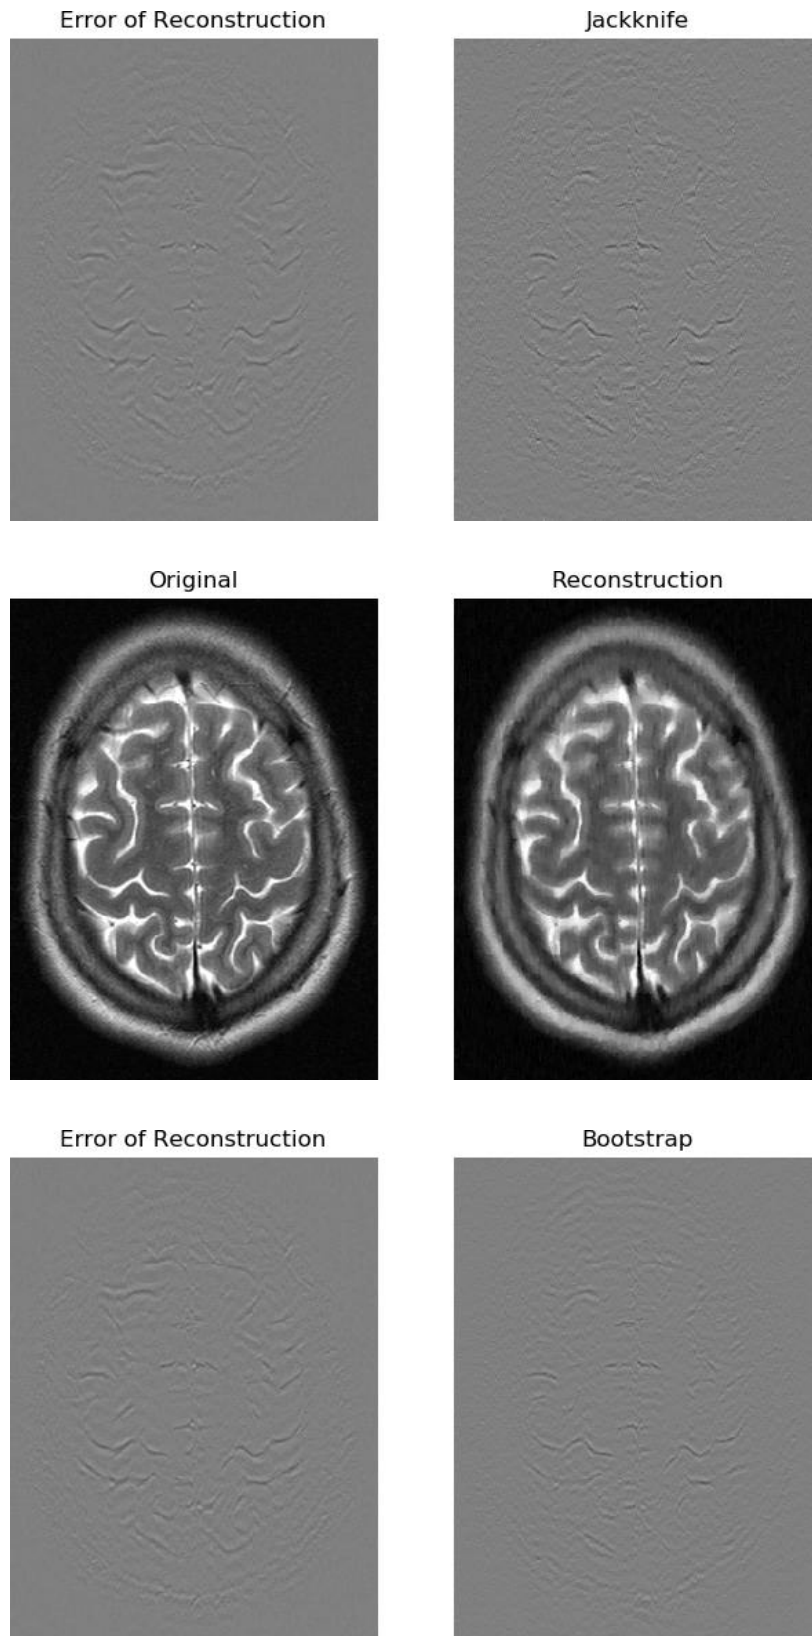 Error of Reconstruction
Jackknife
Original
Reconstruction
Error of Reconstruction
Bootstrap